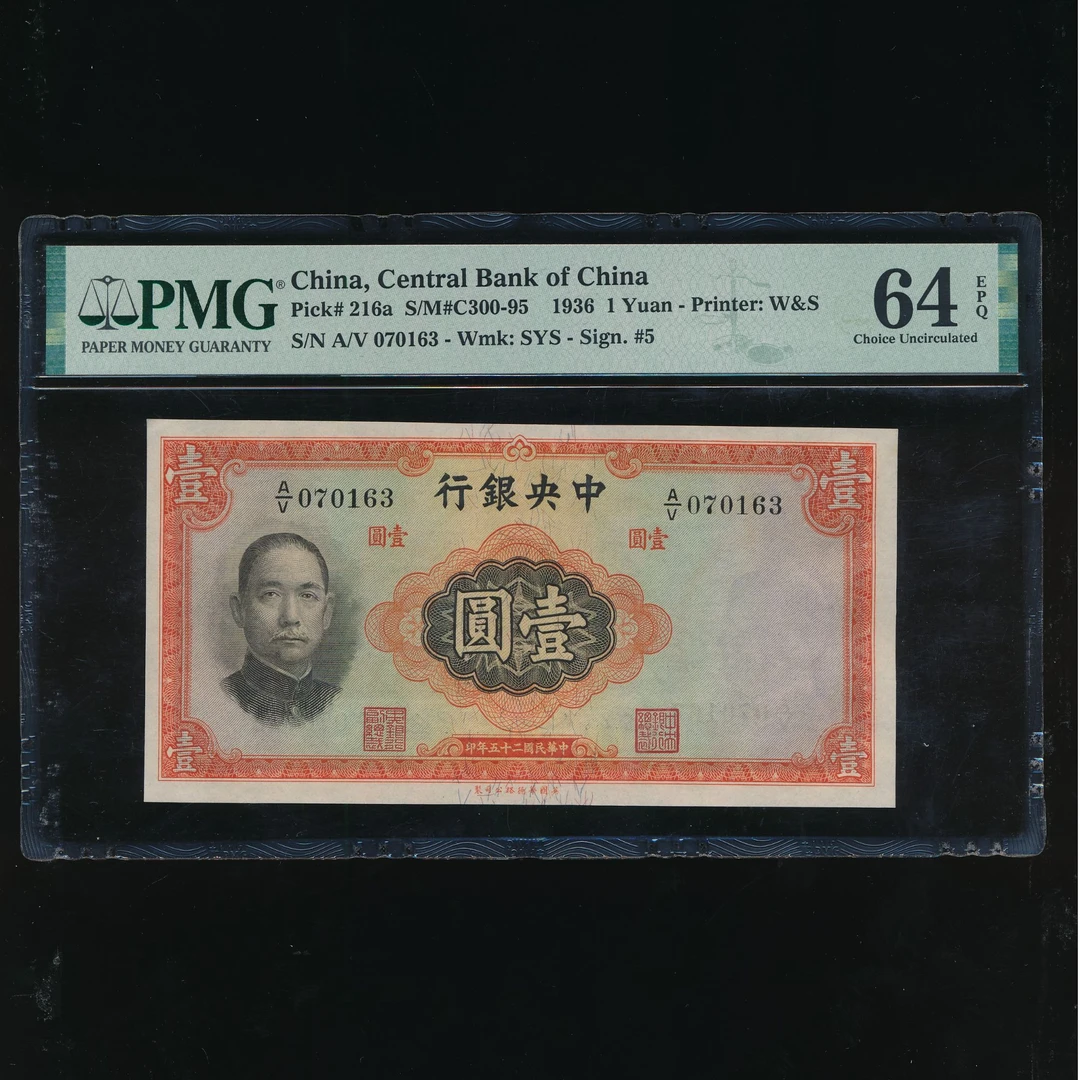 PMG®
PAPER MONEY GUARANTY
China, Central Bank of China
Pick# 216a S/M#C300-95 1936 1 Yuan - Printer: W&S
S/N A/V 070163 - Wmk: SYS - Sign. #5
64
EPQ
Choice Uncirculated
壹
壹
A/V 070163
行銀央中
A/V 070163
圓壹
圓壹
圓壹
壹
印年五十二國民華中
壹